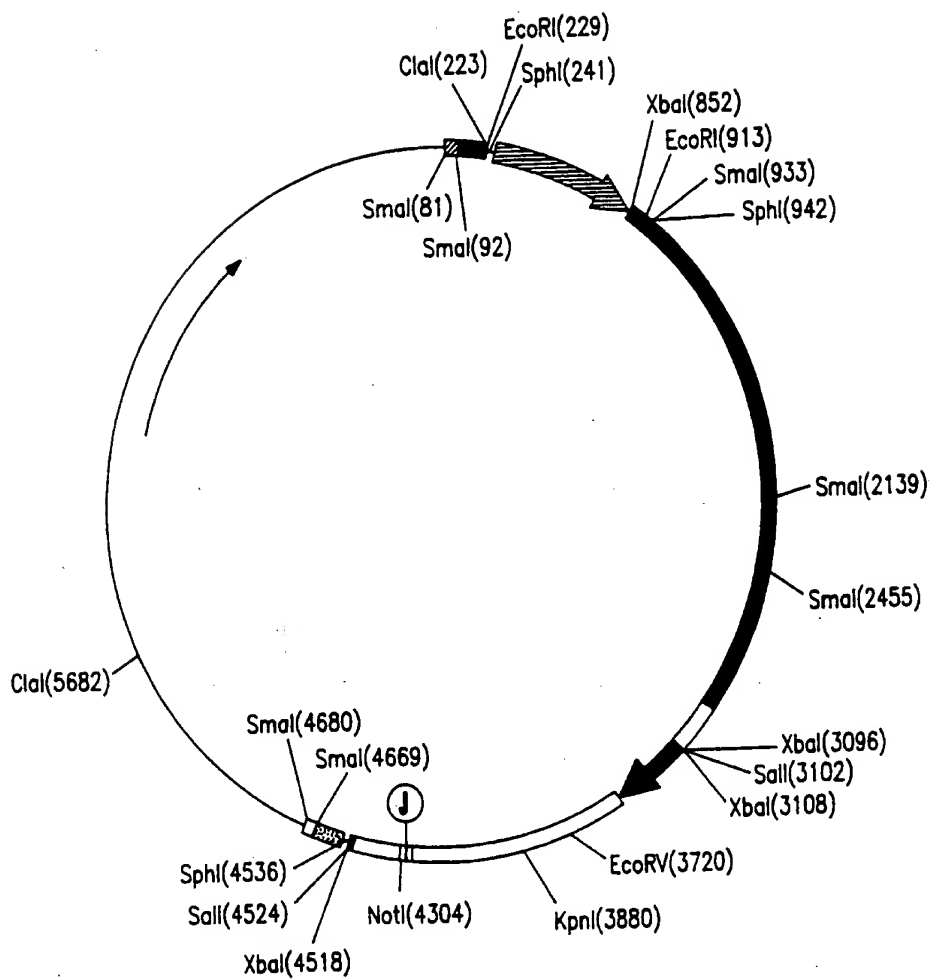 EcoRI(229)
ClaI(223)
SphI(241)
XbaI(852)
EcoRI(913)
SmaI(933)
SphI(942)
SmaI(81)
SmaI(92)
SmaI(2139)
SmaI(2455)
ClaI(5682)
SmaI(4680)
SmaI(4669)
XbaI(3096)
SalI(3102)
XbaI(3108)
J
EcoRV(3720)
SphI(4536)
SalI(4524)
NotI(4304)
KpnI(3880)
XbaI(4518)